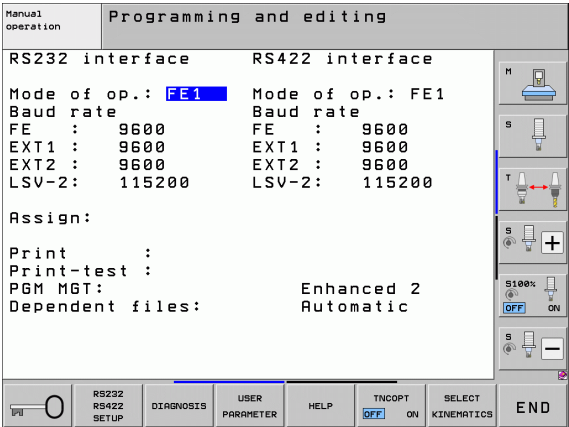 Manual operation
Programming and editing
RS232 interface RS422 interface
Mode of op.: FE1 Mode of op.: FE1
Baud rate Baud rate
FE : 9600 FE : 9600
EXT1 : 9600 EXT1 : 9600
EXT2 : 9600 EXT2 : 9600
LSV-2: 115200 LSV-2: 115200
Assign:
Print :
Print-test :
PGM MGT: Enhanced 2
Dependent files: Automatic
M
S
T
S
+
S100%
OFF ON
S
-
RS232
RS422
SETUP
DIAGNOSIS
USER
PARAMETER
HELP
TNCOPT
OFF ON
SELECT
KINEMATICS
END